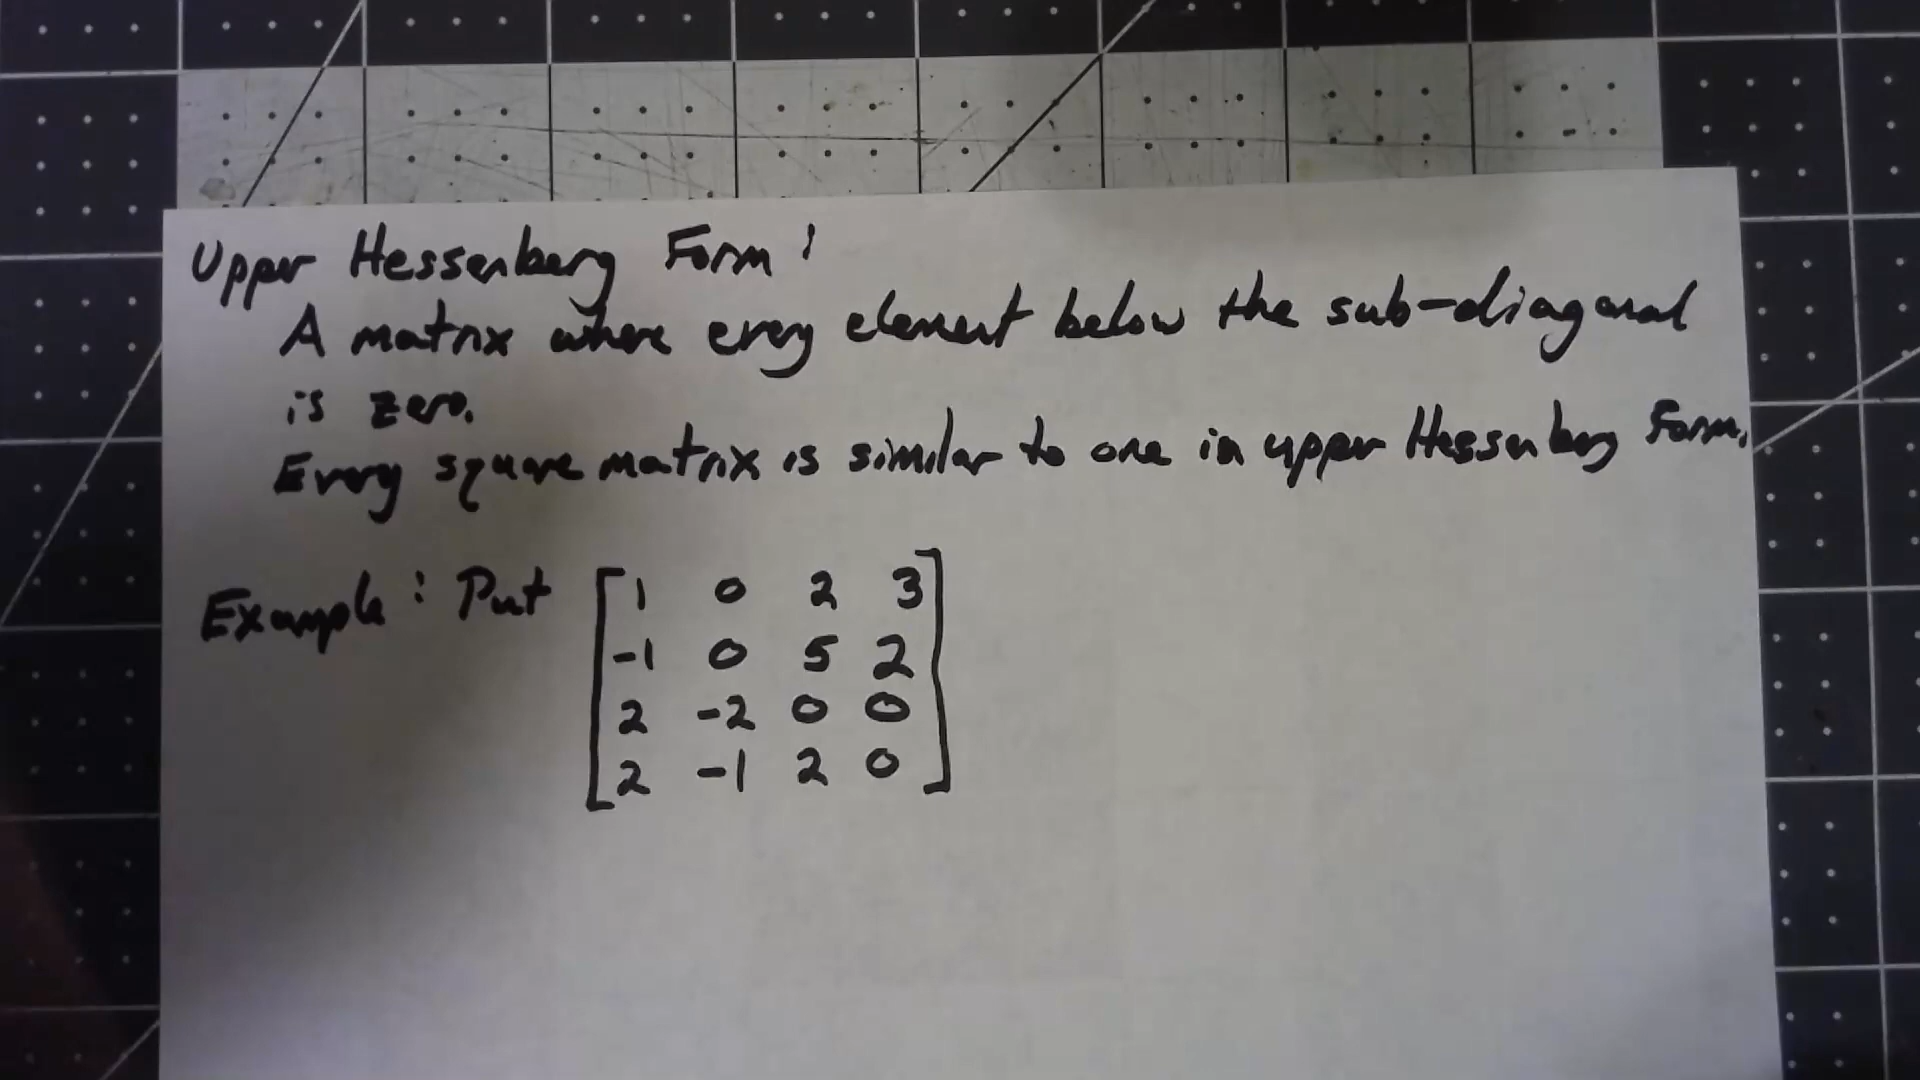 Upper Hessenberg Form:
A matrix where every element below the sub-diagonal
is zero.
Every square matrix is similar to one in upper Hessenberg Form.
Example: Put [1 0 2 3
-1 0 5 2
2 -2 0 0
2 -1 2 0]